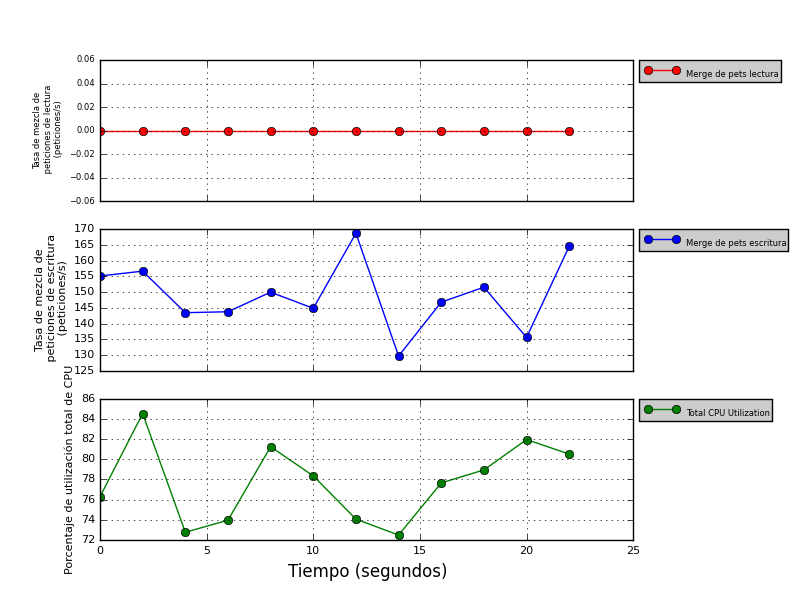 0.06
0.04
0.02
0.00
−0.02
−0.04
−0.06
Tasa de mezcla de
peticiones de lectura
(peticiones/s)
Merge de pets lectura
170
165
160
155
150
145
140
135
130
125
Tasa de mezcla de
peticiones de escritura
(peticiones/s)
Merge de pets escritura
86
84
82
80
78
76
74
72
Porcentaje de utilización total de CPU
Total CPU Utilization
0
5
10
15
20
25
Tiempo (segundos)